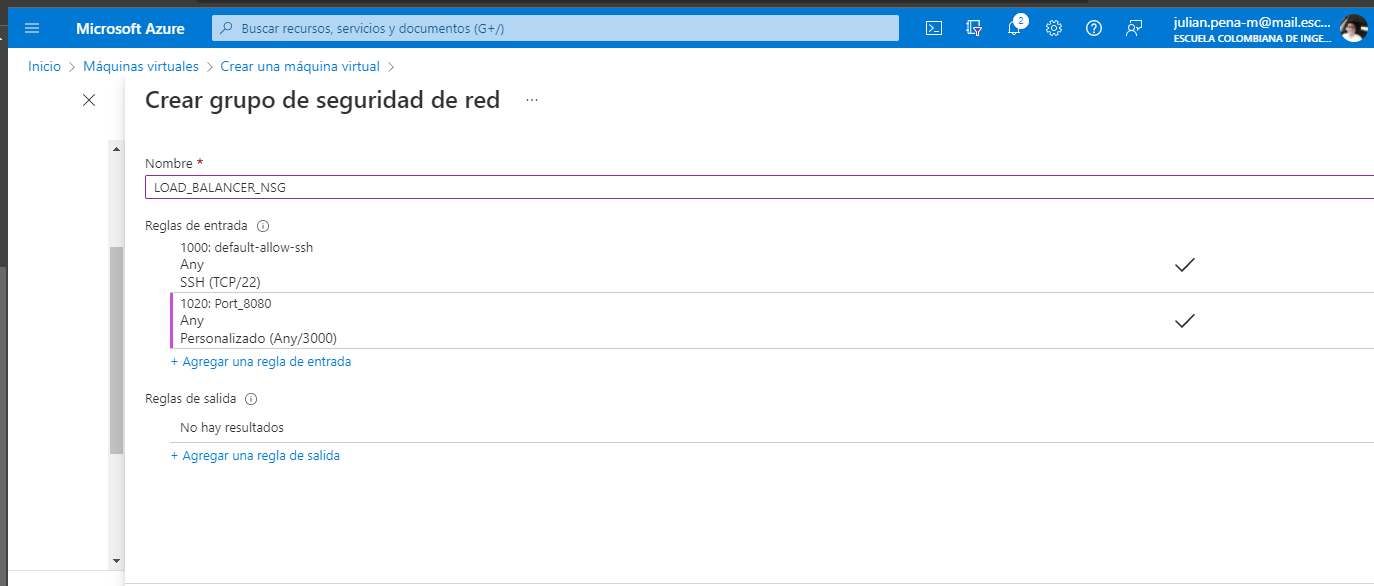 Microsoft Azure
Buscar recursos, servicios y documentos (G+/)
2
julian.pena-m@mail.esc...
ESCUELA COLOMBIANA DE INGE...
Inicio > Máquinas virtuales > Crear una máquina virtual >
Crear grupo de seguridad de red ...
Nombre *
LOAD_BALANCER_NSG
Reglas de entrada
1000: default-allow-ssh
Any
SSH (TCP/22)
1020: Port_8080
Any
Personalizado (Any/3000)
+ Agregar una regla de entrada
Reglas de salida
No hay resultados
+ Agregar una regla de salida